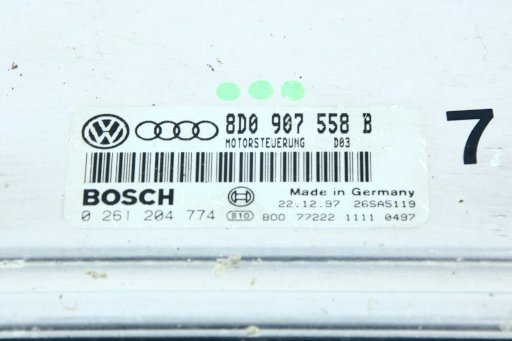 8D0 907 558 B
MOTORSTEUERUNG D03
7
BOSCH
Made in Germany
22.12.97 26SA5119
0 261 204 774 810 B00 77222 1111 0497